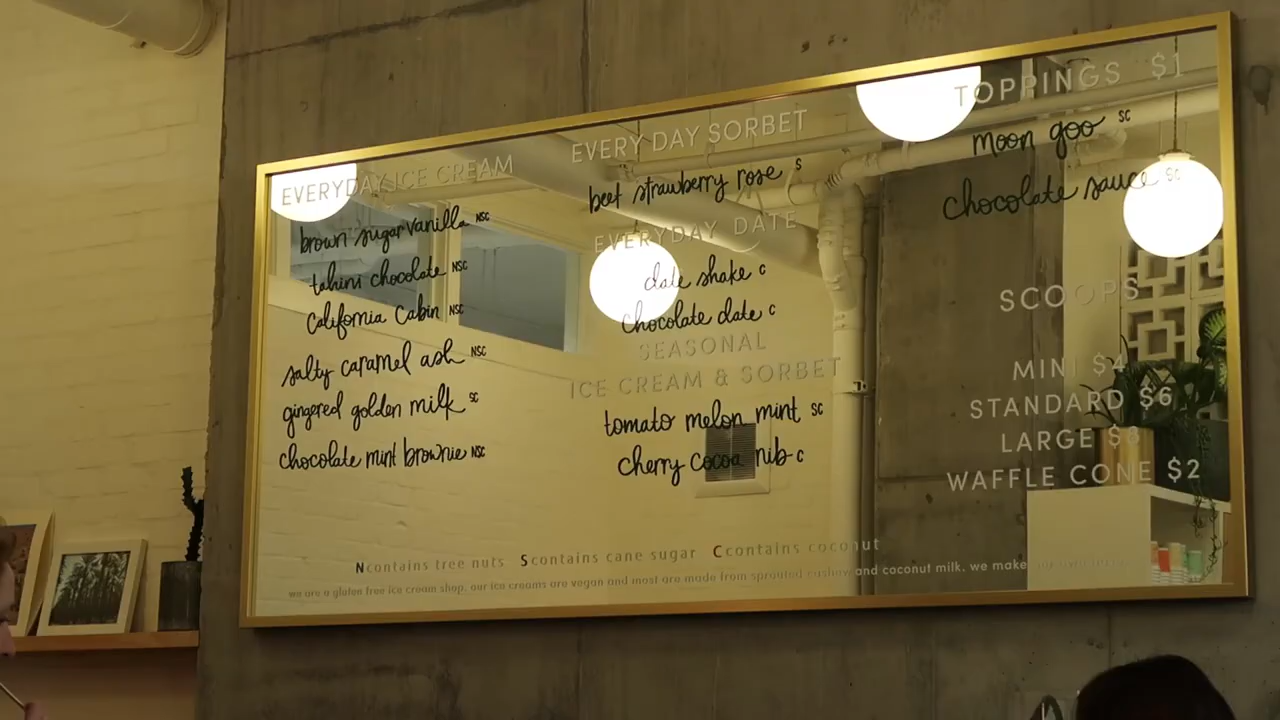 EVERYDAY ICE CREAM
brown sugar vanilla NSC
tahini chocolate NSC
California Cabin NSC
salty caramel ash NSC
gingered golden milk SC
chocolate mint brownie NSC
EVERYDAY SORBET
beet strawberry rose S
EVERYDAY DATE
date shake C
chocolate date C
SEASONAL
ICE CREAM & SORBET
tomato melon mint SC
cherry cocoa nib C
TOPPINGS $1
moon goo SC
chocolate sauce SC
SCOOPS
MINI $4
STANDARD $6
LARGE $8
WAFFLE CONE $2
N contains tree nuts S contains cane sugar C contains coconut
we are a gluten free ice cream shop. our ice creams are vegan and most are made from sprouted cashew and coconut milk. we make